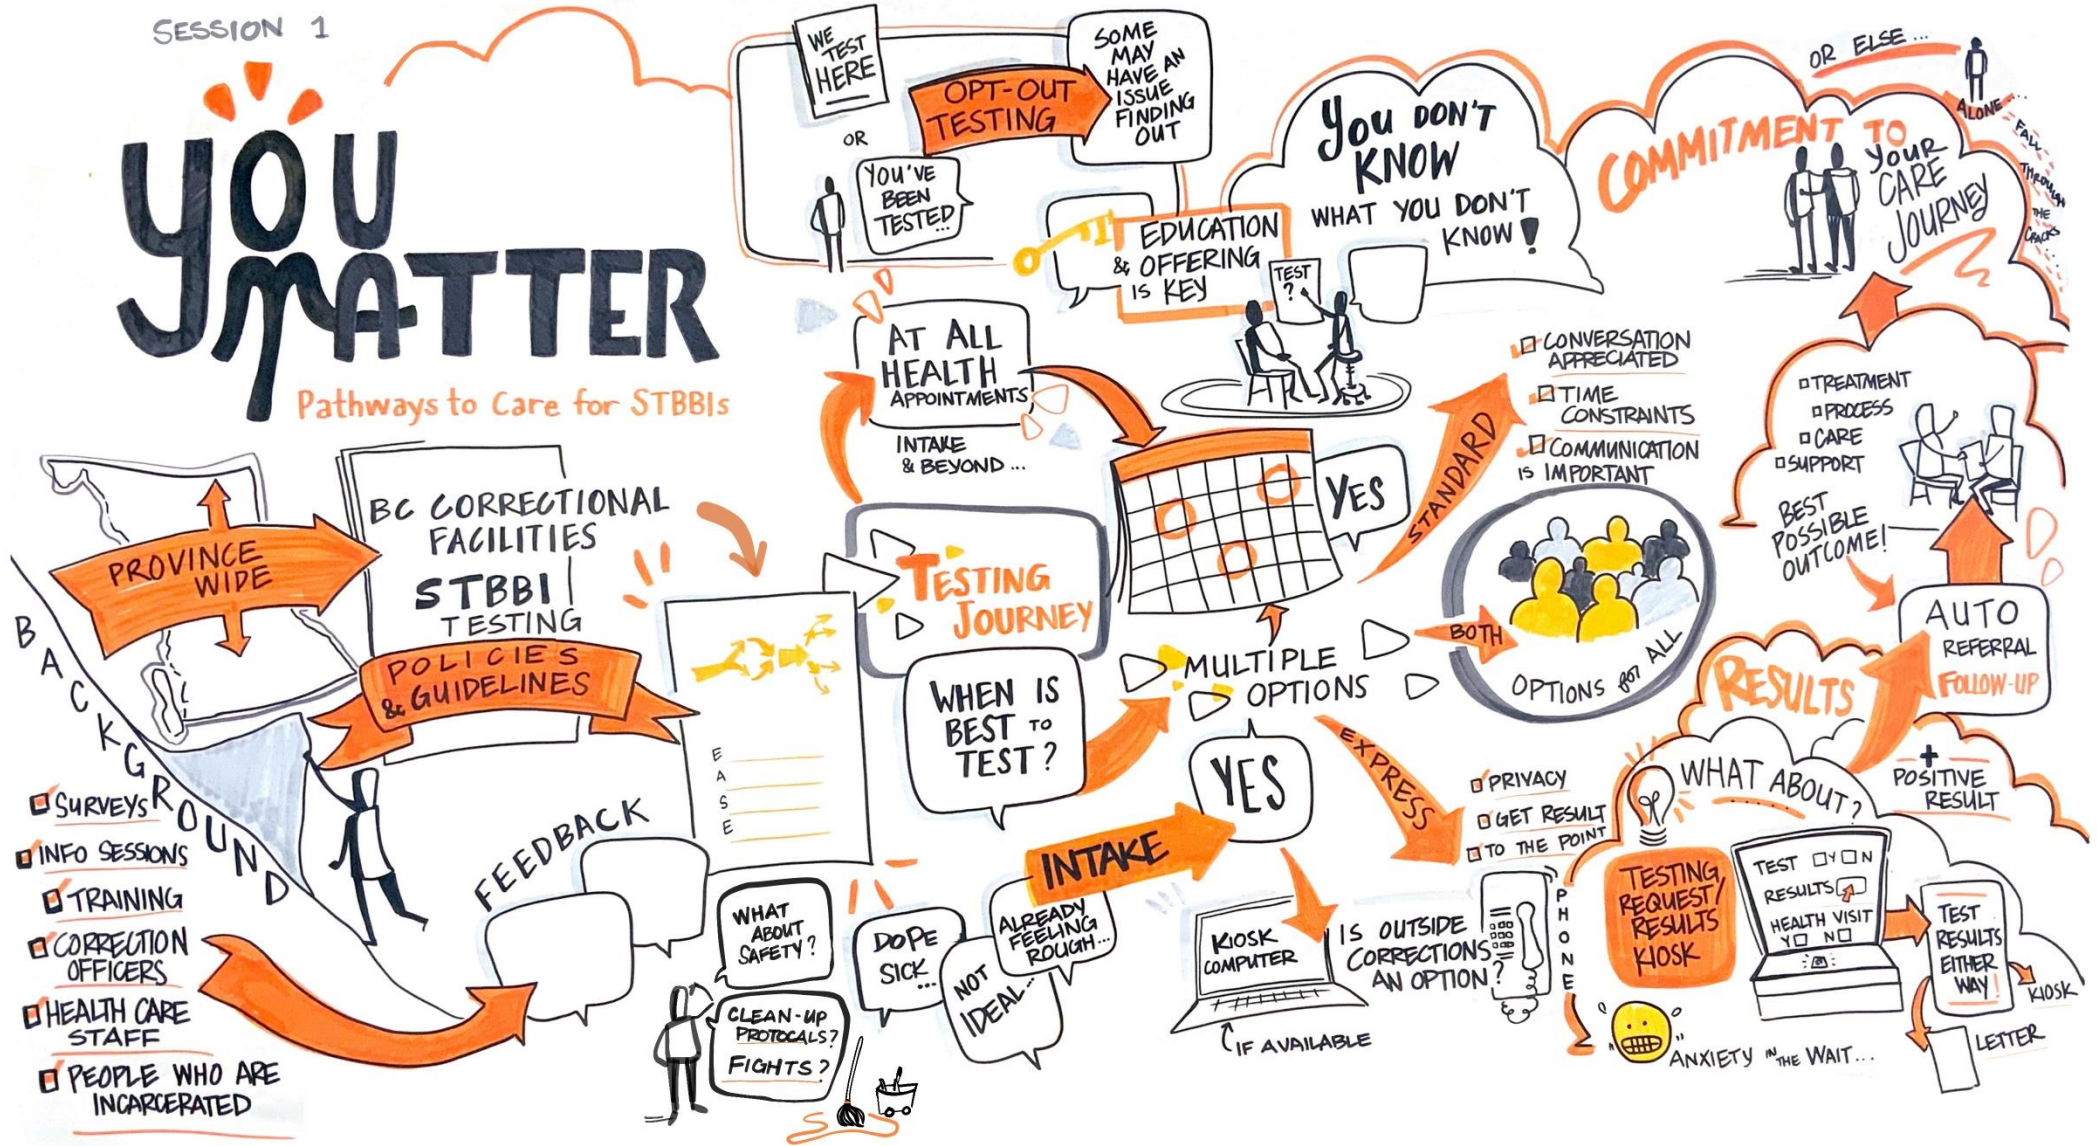 SESSION 1
YOU
MATTER
Pathways to Care for STBBIs
PROVINCE
WIDE
BC CORRECTIONAL
FACILITIES
STBBI
TESTING
POLICIES
& GUIDELINES
BACKGROUND
SURVEYS
INFO SESSIONS
TRAINING
CORRECTION
OFFICERS
HEALTH CARE
STAFF
PEOPLE WHO ARE
INCARCERATED
FEEDBACK
E
A
S
E
WHAT
ABOUT
SAFETY?
CLEAN-UP
PROTOCALS?
FIGHTS?
WE
TEST
HERE
OR
YOU'VE
BEEN
TESTED...
OPT-OUT
TESTING
SOME
MAY
HAVE AN
ISSUE
FINDING
OUT
EDUCATION
& OFFERING
IS KEY
TEST
?
YOU DON'T
KNOW
WHAT YOU DON'T
KNOW!
AT ALL
HEALTH
APPOINTMENTS
INTAKE
& BEYOND...
TESTING
JOURNEY
WHEN IS
BEST TO
TEST?
MULTIPLE
OPTIONS
YES
YES
INTAKE
DOPE
SICK...
NOT
IDEAL...
ALREADY
FEELING
ROUGH...
KIOSK
COMPUTER
IF AVAILABLE
STANDARD
CONVERSATION
APPRECIATED
TIME
CONSTRAINTS
COMMUNICATION
IS IMPORTANT
BOTH
OPTIONS FOR ALL
EXPRESS
PRIVACY
GET RESULT
TO THE POINT
IS OUTSIDE
CORRECTIONS
AN OPTION?
PHONE
RESULTS
WHAT ABOUT?
TESTING
REQUEST/
RESULTS
KIOSK
TEST Y N
RESULTS
HEALTH VISIT
Y N
TEST
RESULTS
EITHER
WAY
KIOSK
LETTER
ANXIETY IN THE WAIT...
+
POSITIVE
RESULT
AUTO
REFERRAL
FOLLOW-UP
BEST
POSSIBLE
OUTCOME!
TREATMENT
PROCESS
CARE
SUPPORT
COMMITMENT TO
YOUR
CARE
JOURNEY
OR ELSE...
ALONE...
FALL
THROUGH
THE
CRACKS